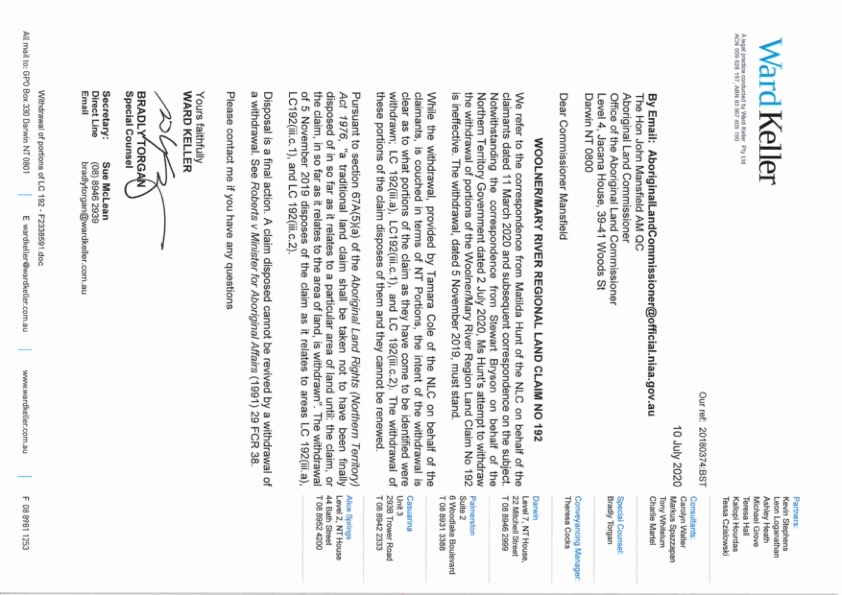 WardKeller
A legal practice conducted by Ward Keller Pty Ltd
ACN 009 628 157 ABN 83 367 435 190
Partners:
Kevin Stephens
Leon Loganathan
Ashley Heath
Michael Grove
Teresa Hall
Kaliopi Hourdas
Tessa Czislowski
Consultants:
Carolyn Walter
Markus Spazzapan
Tony Whitelum
Charlie Martel
Special Counsel:
Bradly Torgan
Conveyancing Manager:
Theresa Cocks
Darwin
Level 7, NT House,
22 Mitchell Street
T 08 8946 2999
Palmerston
Suite 2
6 Woodlake Boulevard
T 08 8931 3388
Casuarina
Unit 3
293B Trower Road
T 08 8942 2333
Alice Springs
Level 2, NT House
44 Bath Street
T 08 8952 4200
Our ref: 20180374:BST
10 July 2020
By Email: AboriginalLandCommissioner@official.niaa.gov.au
The Hon John Mansfield AM QC
Aboriginal Land Commissioner
Office of the Aboriginal Land Commissioner
Level 4, Jacana House, 39-41 Woods St
Darwin NT 0800
Dear Commissioner Mansfield
WOOLNER/MARY RIVER REGIONAL LAND CLAIM NO 192
We refer to the correspondence from Matilda Hunt of the NLC on behalf of the
claimants dated 11 March 2020 and subsequent correspondence on the subject.
Notwithstanding the correspondence from Stewart Bryson on behalf of the
Northern Territory Government dated 2 July 2020, Ms Hunt's attempt to withdraw
the withdrawal of portions of the Woolner/Mary River Region Land Claim No 192
is ineffective. The withdrawal, dated 5 November 2019, must stand.
While the withdrawal, provided by Tamara Cole of the NLC on behalf of the
claimants, is couched in terms of NT Portions, the intent of the withdrawal is
clear as to what portions of the claim as they have come to be identified were
withdrawn; LC 192(iii.a), LC192(iii.c.1), and LC 192(iii.c.2). The withdrawal of
these portions of the claim disposes of them and they cannot be renewed.
Pursuant to section 67A(5)(a) of the Aboriginal Land Rights (Northern Territory)
Act 1976, "a traditional land claim shall be taken not to have been finally
disposed of in so far as it relates to a particular area of land until: the claim, or
the claim, in so far as it relates to the area of land, is withdrawn". The withdrawal
of 5 November 2019 disposes of the claim as it relates to areas LC 192(iii.a),
LC192(iii.c.1), and LC 192(iii.c.2).
Disposal is a final action. A claim disposed cannot be revived by a withdrawal of
a withdrawal. See Roberts v Minister for Aboriginal Affairs (1991) 29 FCR 38.
Please contact me if you have any questions
Yours faithfully
WARD KELLER
BRADLY TORGAN
Special Counsel
Secretary: Sue McLean
Direct Line (08) 8946 2939
Email bradlytorgan@wardkeller.com.au
Withdrawal of portions of LC 192 - F2338691.doc
All mail to: GPO Box 330 Darwin NT 0801 | E wardkeller@wardkeller.com.au | www.wardkeller.com.au | F 08 8981 1253